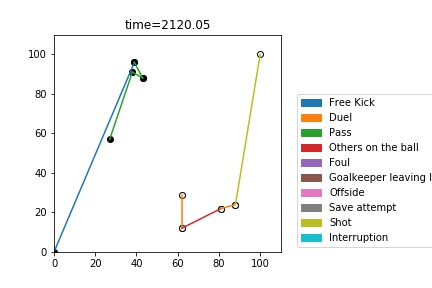 time=2120.05
100
80
60
40
20
0
0 20 40 60 80 100
Free Kick
Duel
Pass
Others on the ball
Foul
Goalkeeper leaving l
Offside
Save attempt
Shot
Interruption